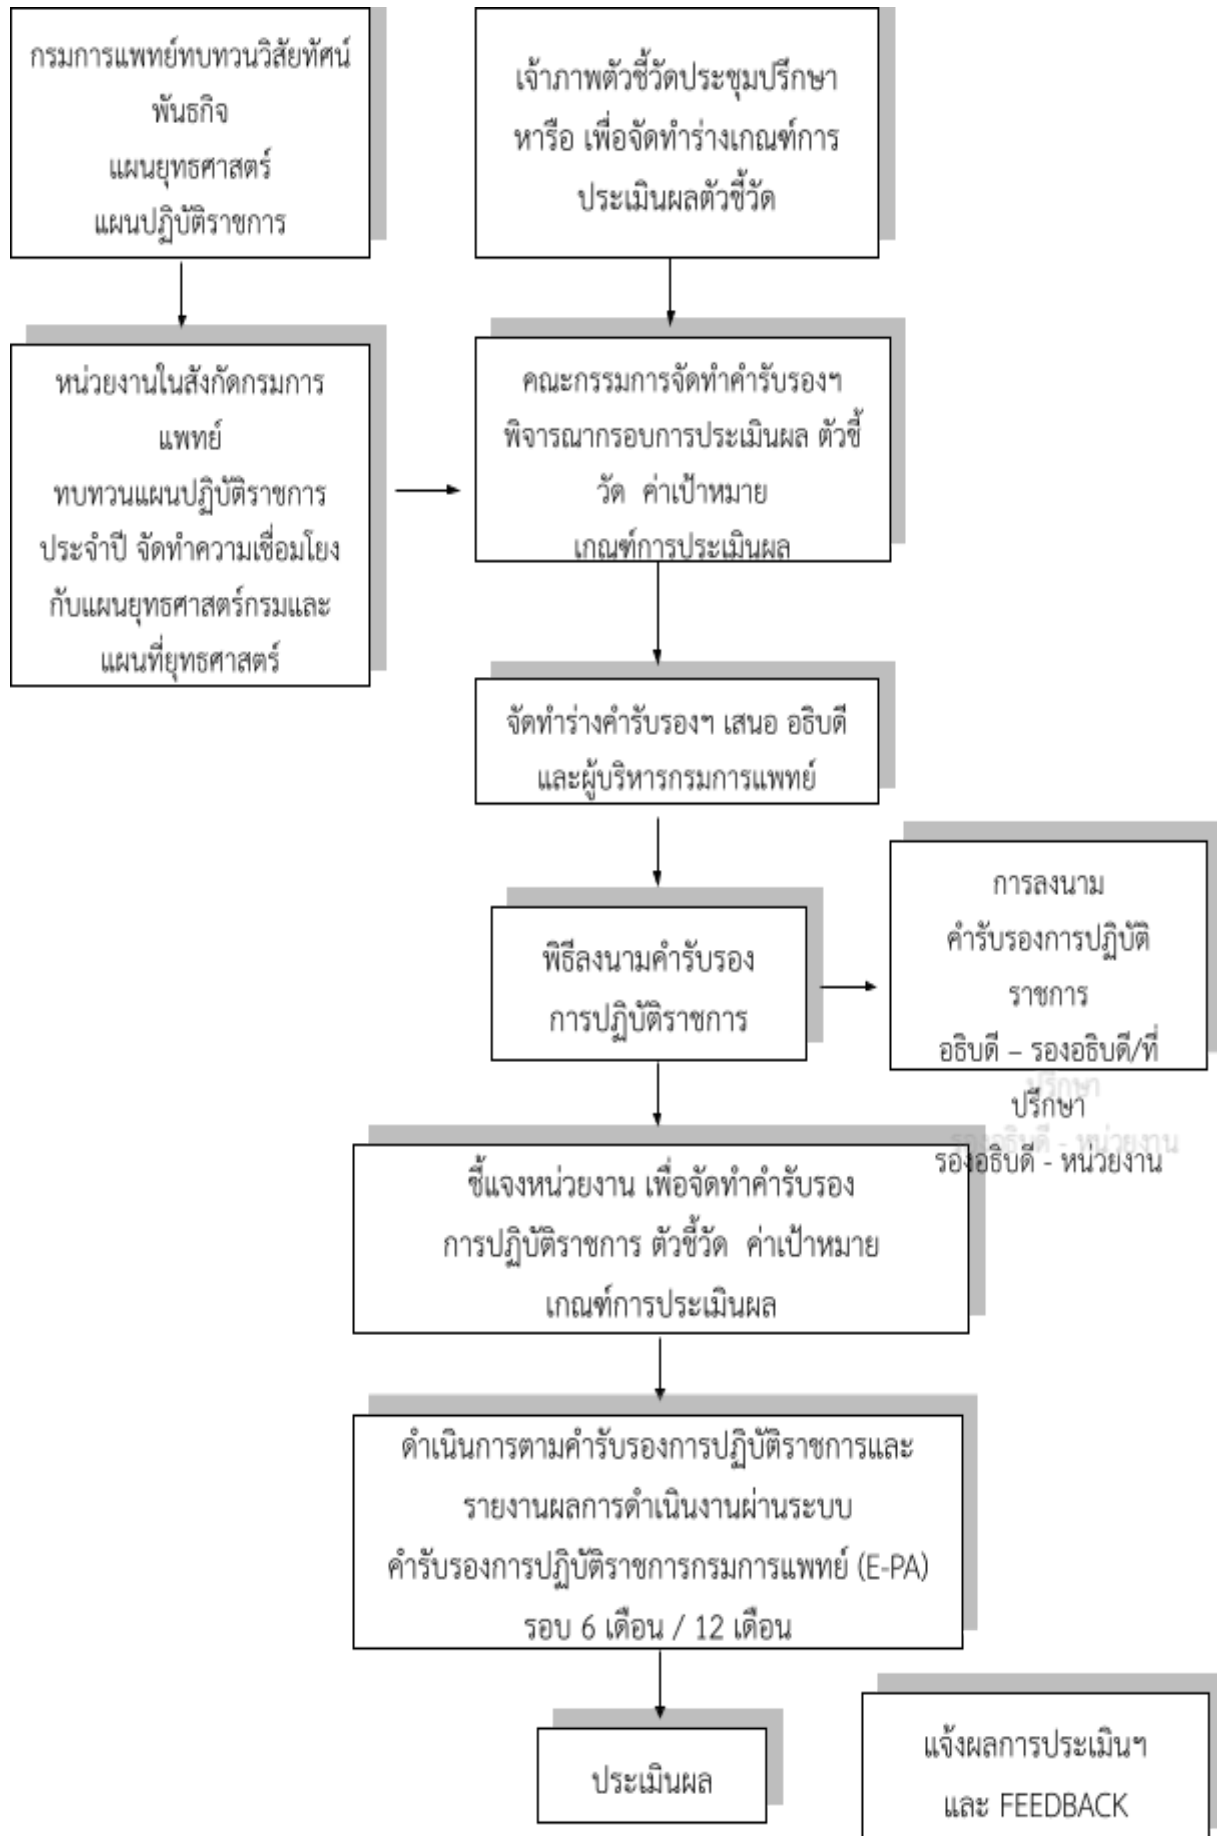 กรมการแพทย์ทบทวนวิสัยทัศน์
พันธกิจ
แผนยุทธศาสตร์
แผนปฏิบัติราชการ
เจ้าภาพตัวชี้วัดประชุมปรึกษา
หารือ เพื่อจัดทำร่างเกณฑ์การ
ประเมินผลตัวชี้วัด
หน่วยงานในสังกัดกรมการ
แพทย์
ทบทวนแผนปฏิบัติราชการ
ประจำปี จัดทำความเชื่อมโยง
กับแผนยุทธศาสตร์กรมและ
แผนที่ยุทธศาสตร์
คณะกรรมการจัดทำคำรับรองฯ
พิจารณากรอบการประเมินผล ตัวชี้
วัด ค่าเป้าหมาย
เกณฑ์การประเมินผล
จัดทำร่างคำรับรองฯ เสนอ อธิบดี
และผู้บริหารกรมการแพทย์
พิธีลงนามคำรับรอง
การปฏิบัติราชการ
การลงนาม
คำรับรองการปฏิบัติ
ราชการ
อธิบดี – รองอธิบดี/ที่
ปรึกษา
รองอธิบดี - หน่วยงาน
ชี้แจงหน่วยงาน เพื่อจัดทำคำรับรอง
การปฏิบัติราชการ ตัวชี้วัด ค่าเป้าหมาย
เกณฑ์การประเมินผล
ดำเนินการตามคำรับรองการปฏิบัติราชการและ
รายงานผลการดำเนินงานผ่านระบบ
คำรับรองการปฏิบัติราชการกรมการแพทย์ (E-PA)
รอบ 6 เดือน / 12 เดือน
ประเมินผล
แจ้งผลการประเมินฯ
และ FEEDBACK